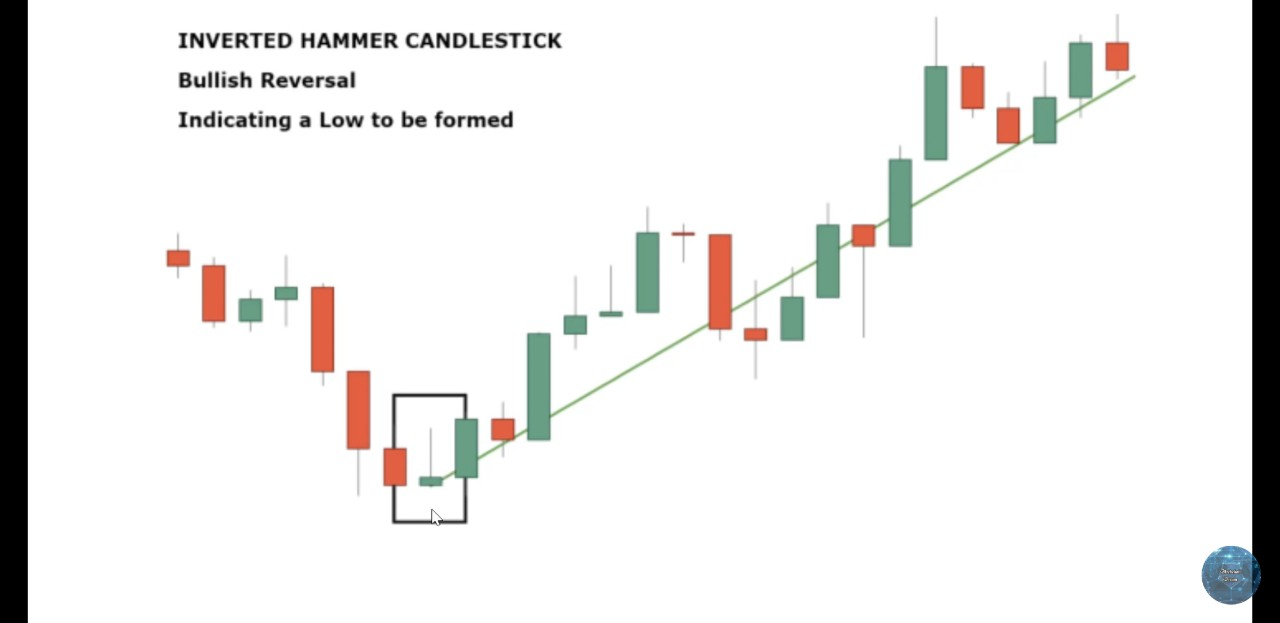 INVERTED HAMMER CANDLESTICK
Bullish Reversal
Indicating a Low to be formed